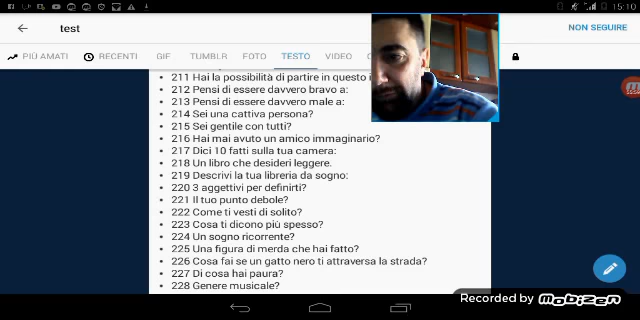 15:10
test
NON SEGUIRE
PIÙ AMATI RECENTI GIF TUMBLR FOTO TESTO VIDEO
211 Hai la possibilità di partire in questo
212 Pensi di essere davvero bravo a:
213 Pensi di essere davvero male a:
214 Sei una cattiva persona?
215 Sei gentile con tutti?
216 Hai mai avuto un amico immaginario?
217 Dici 10 fatti sulla tua camera:
218 Un libro che desideri leggere.
219 Descrivi la tua libreria da sogno:
220 3 aggettivi per definirti?
221 Il tuo punto debole?
222 Come ti vesti di solito?
223 Cosa ti dicono più spesso?
224 Un sogno ricorrente?
225 Una figura di merda che hai fatto?
226 Cosa fai se un gatto nero ti attraversa la strada?
227 Di cosa hai paura?
228 Genere musicale?
Recorded by Mobizen